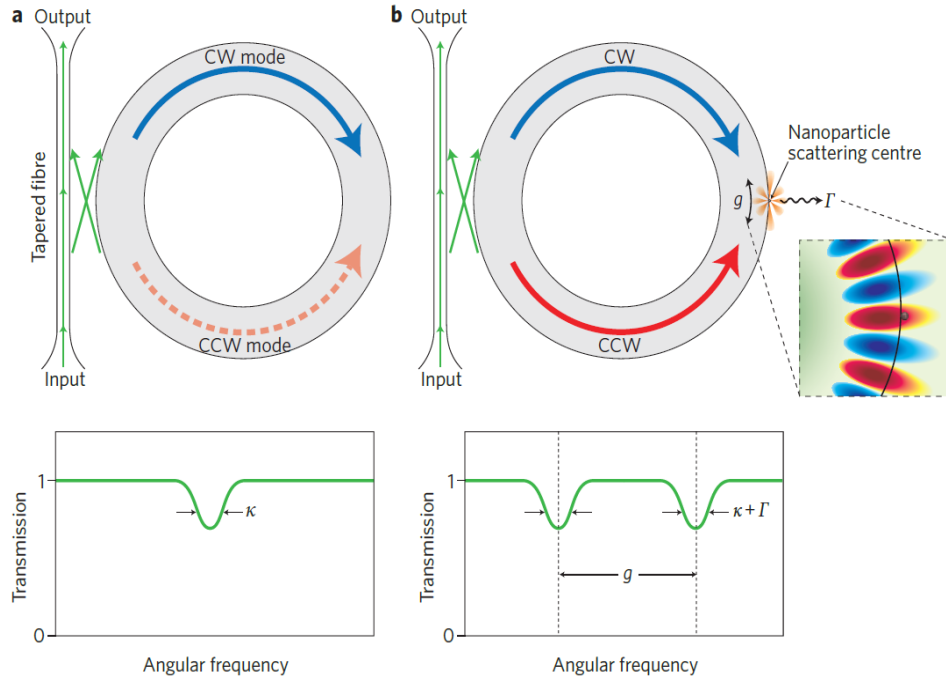 a
Output
CW mode
Tapered fibre
CCW mode
Input
b
Output
CW
Nanoparticle
scattering centre
g
Γ
CCW
Input
Transmission
1
0
κ
Angular frequency
Transmission
1
0
κ + Γ
g
Angular frequency